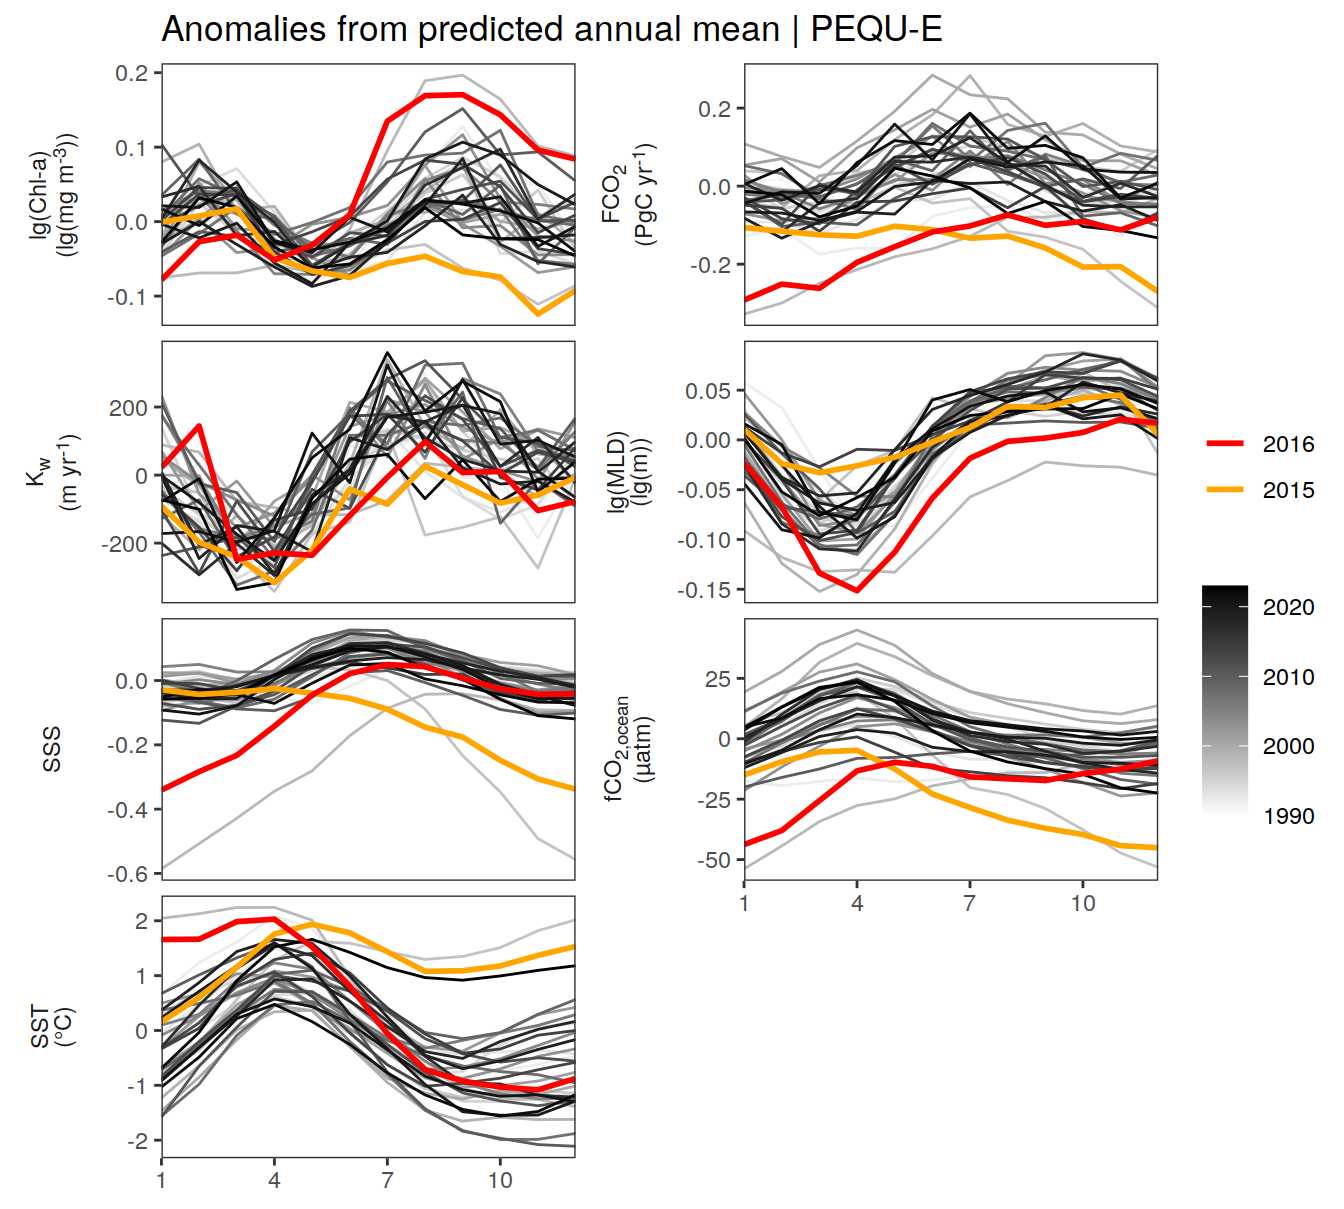 Anomalies from predicted annual mean | PEQU-E
lg(Chl-a)
(lg(mg m⁻³))
0.2
0.1
0.0
-0.1
FCO₂
(PgC yr⁻¹)
0.2
0.0
-0.2
K_w
(m yr⁻¹)
200
0
-200
lg(MLD)
(lg(m))
0.05
0.00
-0.05
-0.10
-0.15
SSS
0.0
-0.2
-0.4
-0.6
fCO₂,ocean
(µatm)
25
0
-25
-50
1 4 7 10
SST
(°C)
2
1
0
-1
-2
1 4 7 10
2016
2015
2020
2010
2000
1990